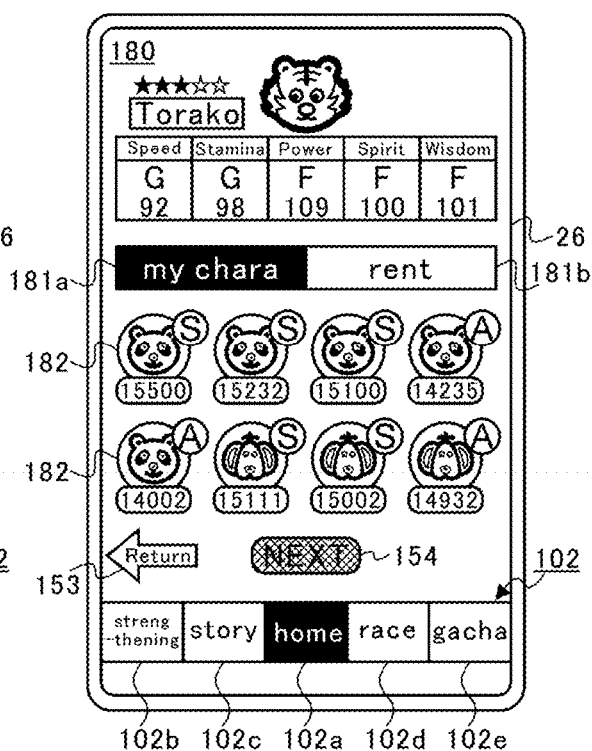 180
★★★☆☆
Torako
Speed Stamina Power Spirit Wisdom
G G F F F
92 98 109 100 101
6
26
my chara rent
181a 181b
S S S A
182
15500 15232 15100 14235
A S S A
182
14002 15111 15002 14932
Return NEXT 154
2
153
102
streng story home race gacha
-thening
102b 102c 102a 102d 102e